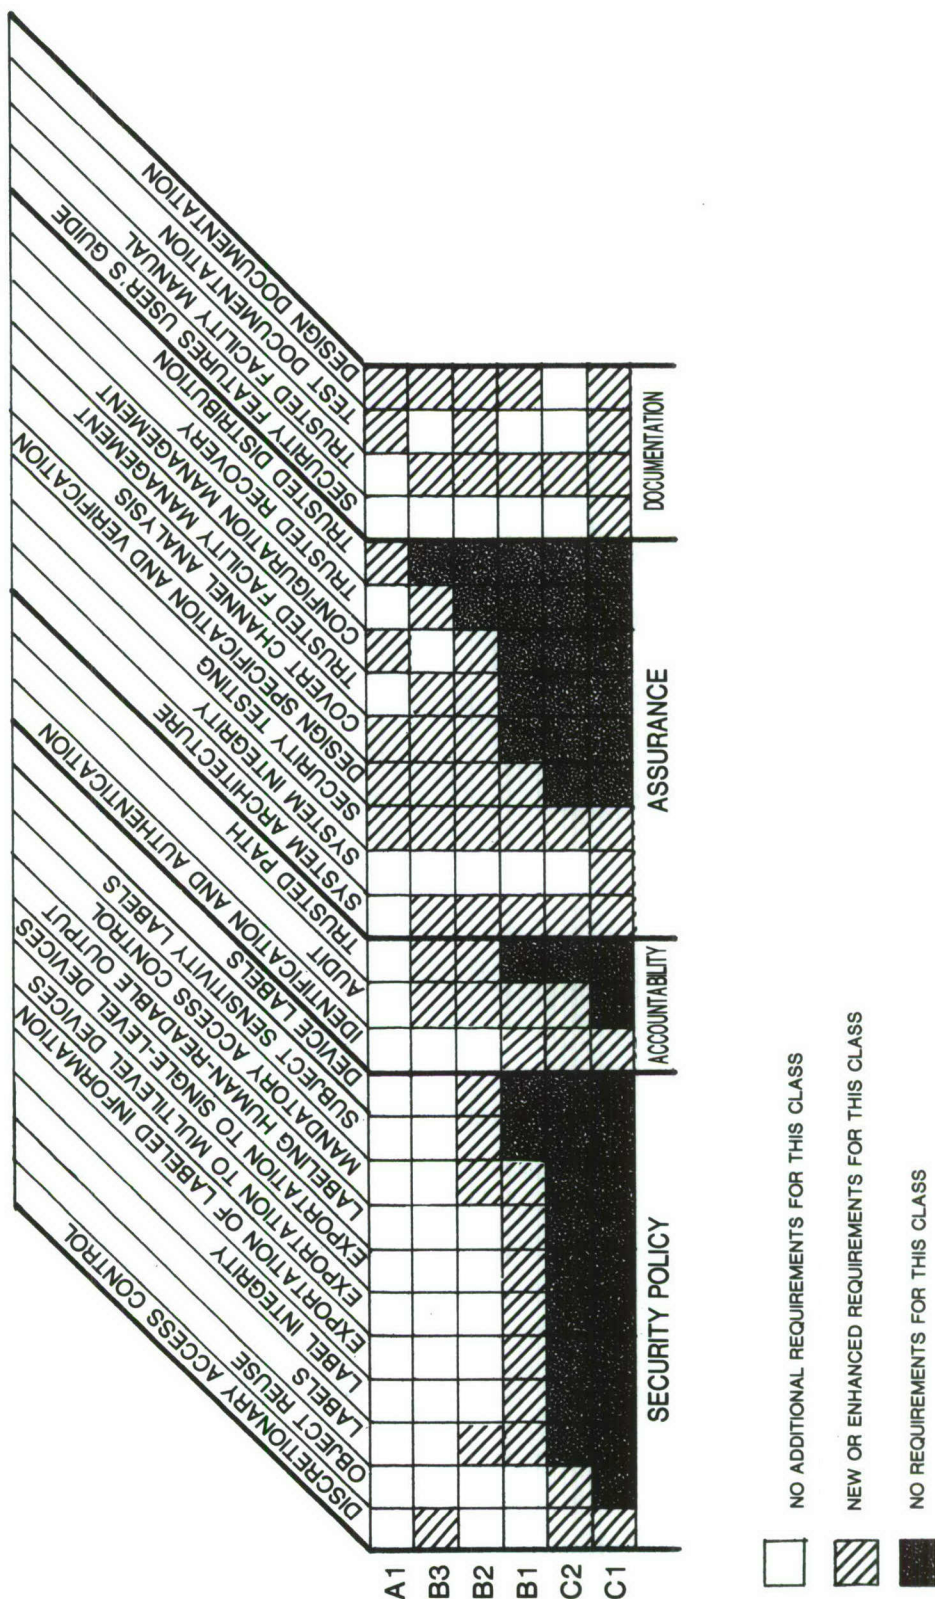 DISCRETIONARY ACCESS CONTROL
OBJECT REUSE
LABELS
LABEL INTEGRITY
EXPORTATION OF LABELED INFORMATION
EXPORTATION TO MULTILEVEL DEVICES
EXPORTATION TO SINGLE-LEVEL DEVICES
LABELING HUMAN-READABLE OUTPUT
MANDATORY ACCESS CONTROL
SUBJECT SENSITIVITY LABELS
DEVICE LABELS
IDENTIFICATION AND AUTHENTICATION
AUDIT
TRUSTED PATH
SYSTEM ARCHITECTURE
SYSTEM INTEGRITY
SECURITY TESTING
DESIGN SPECIFICATION AND VERIFICATION
COVERT CHANNEL ANALYSIS
TRUSTED FACILITY MANAGEMENT
CONFIGURATION MANAGEMENT
TRUSTED RECOVERY
TRUSTED DISTRIBUTION
SECURITY FEATURES USER'S GUIDE
TRUSTED FACILITY MANUAL
TEST DOCUMENTATION
DESIGN DOCUMENTATION
A1
B3
B2
B1
C2
C1
SECURITY POLICY
ACCOUNTABILITY
ASSURANCE
DOCUMENTATION
NO ADDITIONAL REQUIREMENTS FOR THIS CLASS
NEW OR ENHANCED REQUIREMENTS FOR THIS CLASS
NO REQUIREMENTS FOR THIS CLASS